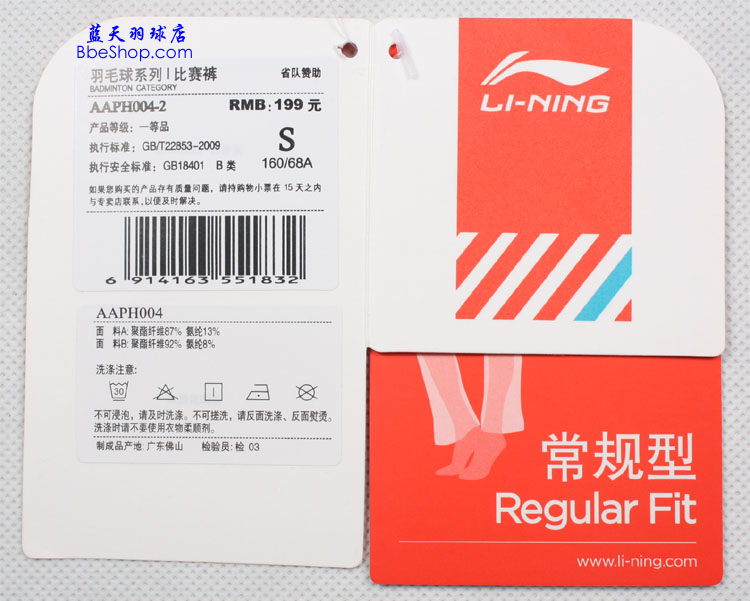 蓝天羽球店
BbeShop.com
羽毛球系列 | 比赛裤 省队赞助
BADMINTON CATEGORY
AAPH004-2 RMB: 199 元
产品等级: 一等品
执行标准: GB/T22853-2009 S
执行安全标准: GB18401 B 类 160/68A
如果您购买的产品存有质量问题, 请持购物小票在 15 天之内
与专卖店联系, 以便及时解决。
6 914163 551832
AAPH004
面 料A: 聚酯纤维87% 氨纶13%
面 料B: 聚酯纤维92% 氨纶8%
洗涤注意:
30
不可浸泡, 请及时洗涤。不可搓洗, 请反面洗涤、反面熨烫。
洗涤时请不要使用衣物柔顺剂。
制成品产地: 广东佛山 检验员: 检 03
LI-NING
常规型
Regular Fit
www.li-ning.com